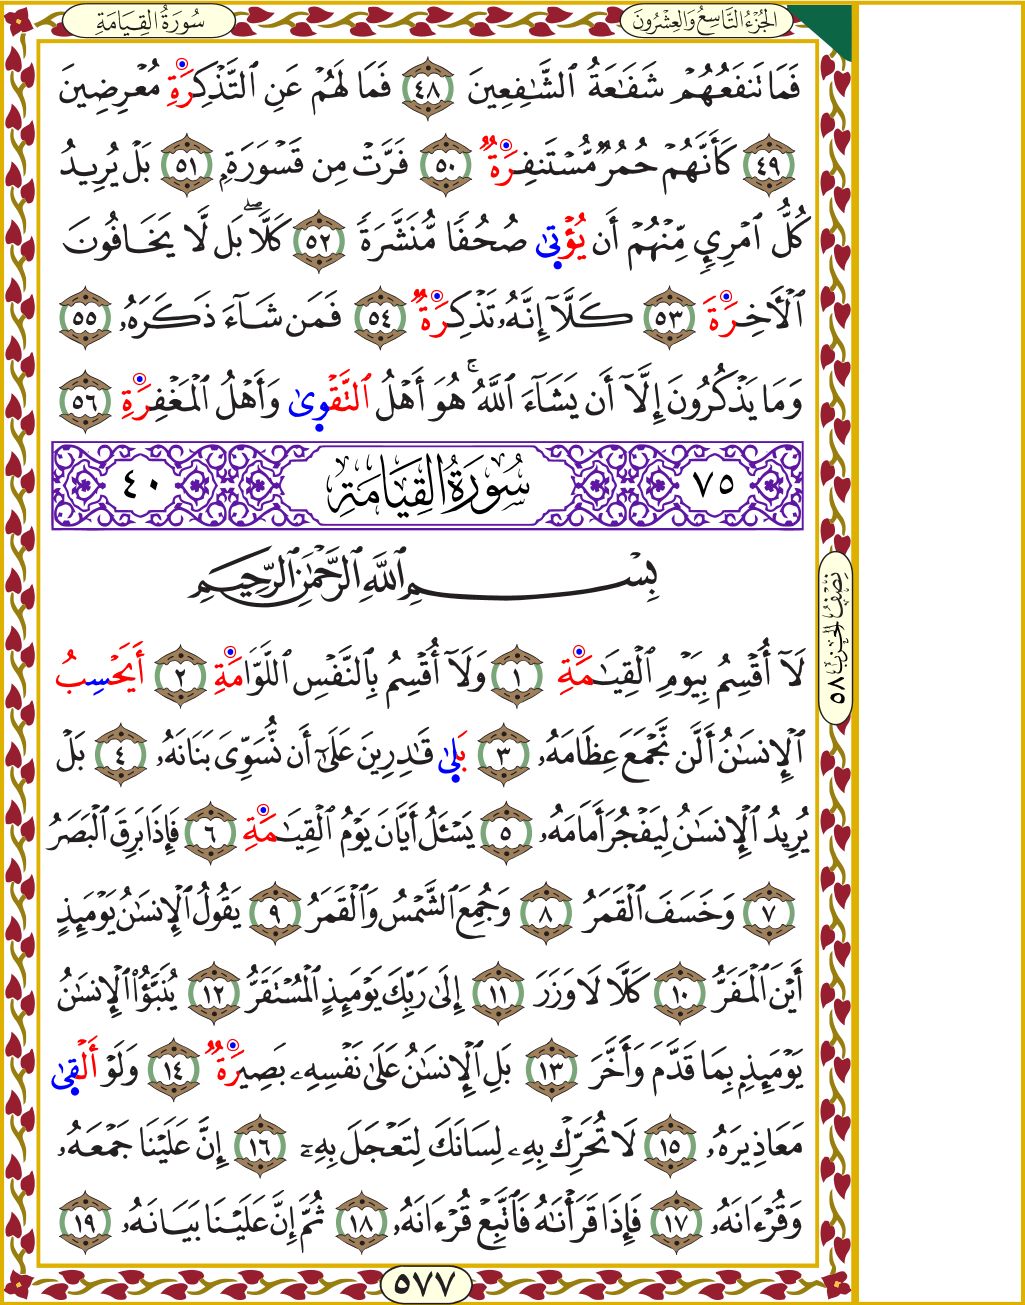 الجُزْءُ التَّاسِعُ وَالعِشْرُونَ
سُورَةُ القِيَامَةِ
فَمَا تَنفَعُهُمْ شَفَٰعَةُ ٱلشَّٰفِعِينَ ٤٨ فَمَا لَهُمْ عَنِ ٱلتَّذْكِرَةِ مُعْرِضِينَ
٤٩ كَأَنَّهُمْ حُمُرٌ مُّسْتَنفِرَةٌ ٥٠ فَرَّتْ مِن قَسْوَرَةٍۭ ٥١ بَلْ يُرِيدُ
كُلُّ ٱمْرِيٍٕ مِّنْهُمْ أَن يُؤْتَىٰ صُحُفًا مُّنَشَّرَةً ٥٢ كَلَّاۖ بَل لَّا يَخَافُونَ
ٱلْأَخِرَةَ ٥٣ كَلَّآ إِنَّهُۥ تَذْكِرَةٌ ٥٤ فَمَن شَآءَ ذَكَرَهُۥ ٥٥
وَمَا يَذْكُرُونَ إِلَّآ أَن يَشَآءَ ٱللَّهُۚ هُوَ أَهْلُ ٱلتَّقْوَىٰ وَأَهْلُ ٱلْمَغْفِرَةِ ٥٦
٧٥ سُورَةُ القِيَامَةِ ٤٠
بِسْمِ ٱللَّهِ ٱلرَّحْمَٰنِ ٱلرَّحِيمِ
لَآ أُقْسِمُ بِيَوْمِ ٱلْقِيَٰمَةِ ١ وَلَآ أُقْسِمُ بِٱلنَّفْسِ ٱللَّوَّامَةِ ٢ أَيَحْسِبُ
ٱلْإِنسَٰنُ أَلَّن نَّجْمَعَ عِظَامَهُۥ ٣ بَلَىٰ قَٰدِرِينَ عَلَىٰٓ أَن نُّسَوِّىَ بَنَانَهُۥ ٤ بَلْ
يُرِيدُ ٱلْإِنسَٰنُ لِيَفْجُرَ أَمَامَهُۥ ٥ يَسْـَٔلُ أَيَّانَ يَوْمُ ٱلْقِيَٰمَةِ ٦ فَإِذَا بَرِقَ ٱلْبَصَرُ
٧ وَخَسَفَ ٱلْقَمَرُ ٨ وَجُمِعَ ٱلشَّمْسُ وَٱلْقَمَرُ ٩ يَقُولُ ٱلْإِنسَٰنُ يَوْمَئِذٍ
أَيْنَ ٱلْمَفَرُّ ١٠ كَلَّا لَا وَزَرَ ١١ إِلَىٰ رَبِّكَ يَوْمَئِذٍ ٱلْمُسْتَقَرُّ ١٢ يُنَبَّؤُا۟ ٱلْإِنسَٰنُ
يَوْمَئِذٍۭ بِمَا قَدَّمَ وَأَخَّرَ ١٣ بَلِ ٱلْإِنسَٰنُ عَلَىٰ نَفْسِهِۦ بَصِيرَةٌ ١٤ وَلَوْ أَلْقَىٰ
مَعَاذِيرَهُۥ ١٥ لَا تُحَرِّكْ بِهِۦ لِسَانَكَ لِتَعْجَلَ بِهِۦٓ ١٦ إِنَّ عَلَيْنَا جَمْعَهُۥ
وَقُرْءَانَهُۥ ١٧ فَإِذَا قَرَأْنَٰهُ فَٱتَّبِعْ قُرْءَانَهُۥ ١٨ ثُمَّ إِنَّ عَلَيْنَا بَيَانَهُۥ ١٩
نِصْفُ الحِزْبِ ٥٨
٥٧٧